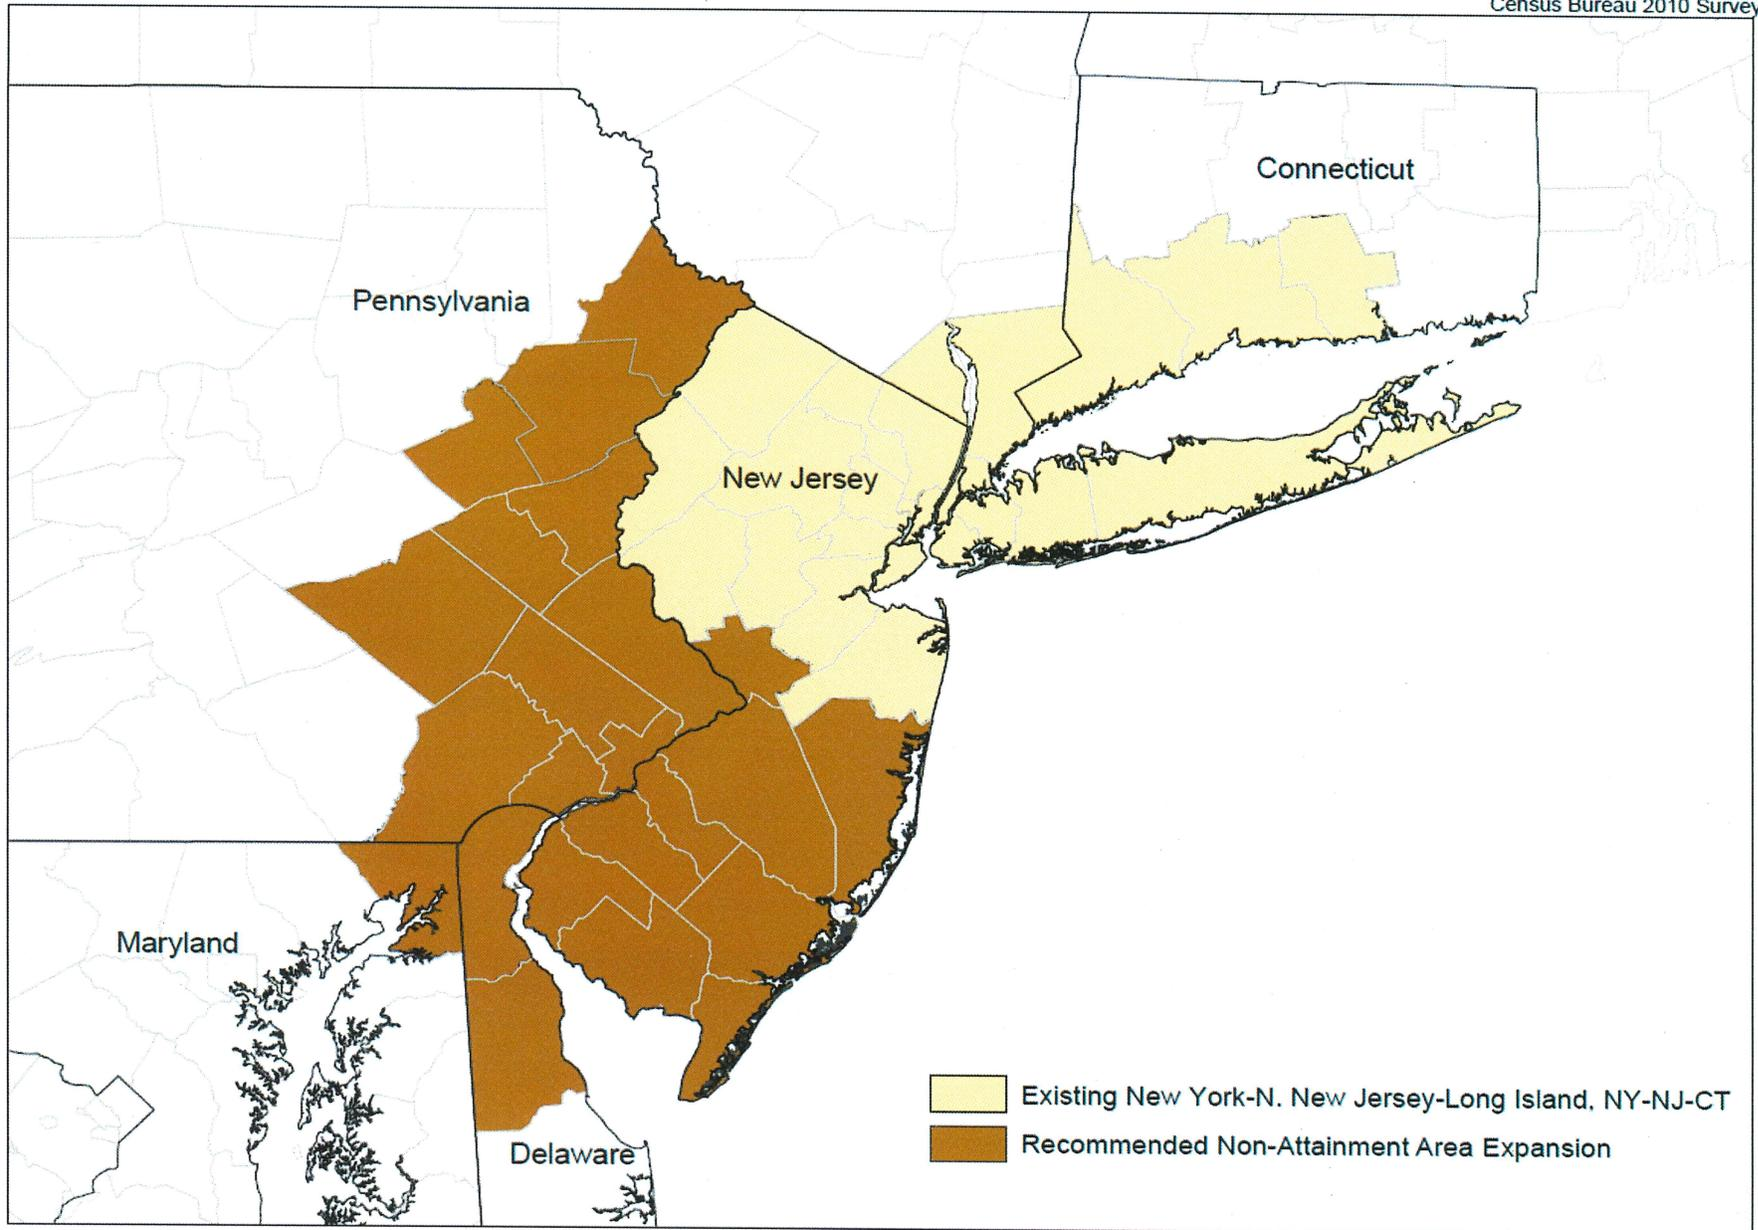 Census Bureau 2010 Survey
Connecticut
Pennsylvania
New Jersey
Maryland
Existing New York-N. New Jersey-Long Island, NY-NJ-CT
Recommended Non-Attainment Area Expansion
Delaware